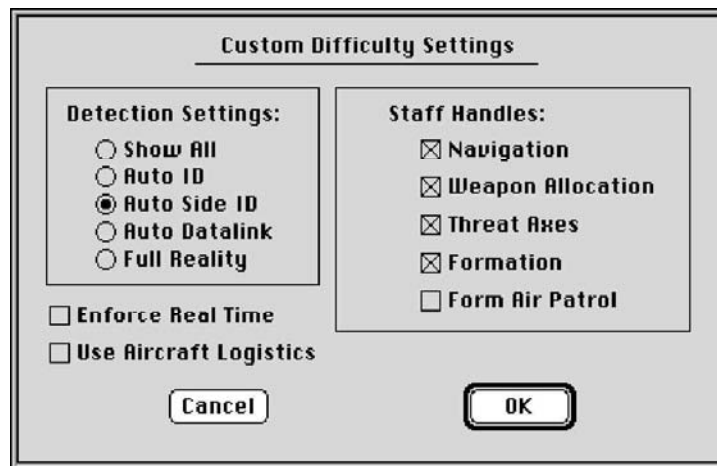 Custom Difficulty Settings
Detection Settings:
Show All
Auto ID
Auto Side ID
Auto Datalink
Full Reality
Enforce Real Time
Use Aircraft Logistics
Staff Handles:
Navigation
Weapon Allocation
Threat Axes
Formation
Form Air Patrol
Cancel
OK